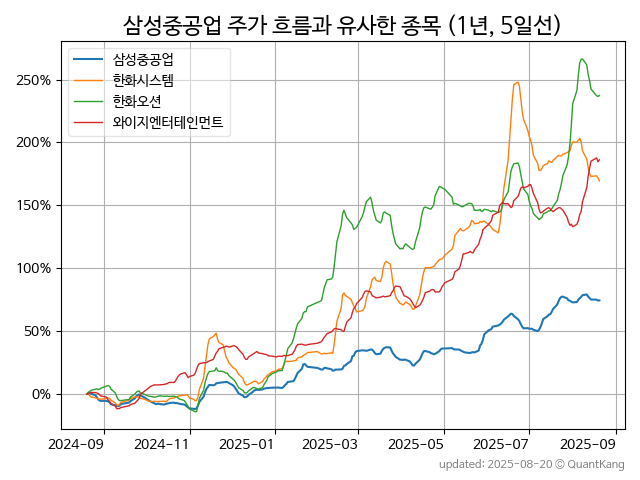 삼성중공업 주가 흐름과 유사한 종목 (1년, 5일선)
삼성중공업
한화시스템
한화오션
와이지엔터테인먼트
250%
200%
150%
100%
50%
0%
2024-09 2024-11 2025-01 2025-03 2025-05 2025-07 2025-09
updated: 2025-08-20 © QuantKang